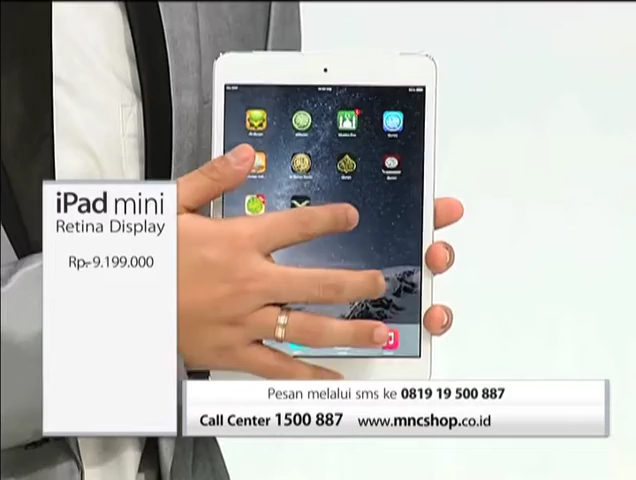 iPad mini
Retina Display
Rp. 9.199.000
Pesan melalui sms ke 0819 19 500 887
Call Center 1500 887 www.mncshop.co.id